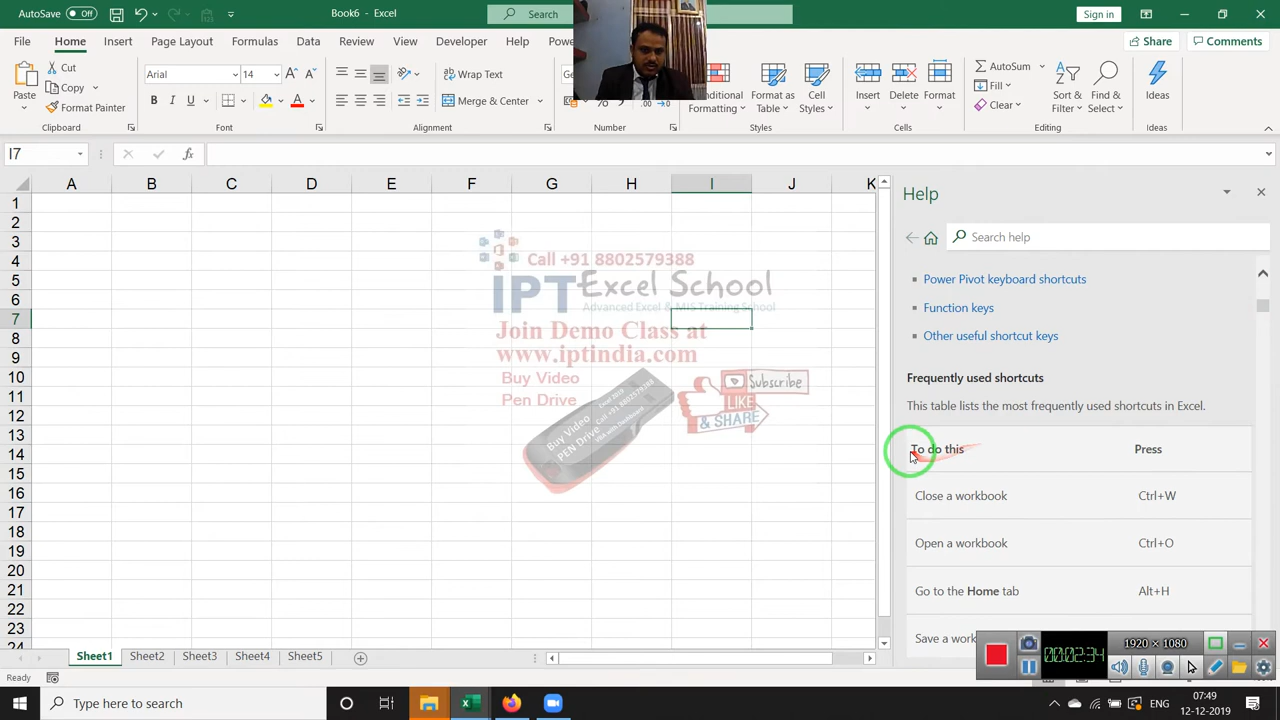 AutoSave Off Book6 - Excel Search Sign in
File Home Insert Page Layout Formulas Data Review View Developer Help Share Comments
Paste Cut Copy Format Painter
Clipboard
Arial 14
B I U
Font
Wrap Text
Merge & Center
Alignment
Number
Conditional Formatting
Format as Table
Cell Styles
Styles
Insert Delete Format
Cells
AutoSum
Fill
Clear
Sort & Filter
Find & Select
Editing
Ideas
Ideas
I7 fx
A B C D E F G H I J K
1
2
3
4
5
6
7
8
9
10
11
12
13
14
15
16
17
18
19
20
21
22
23
24
Call +91 8802579388
IPT Excel School
Advanced Excel & MIS Training School
Join Demo Class at
www.iptindia.com
Buy Video
Pen Drive
Subscribe
LIKE
& SHARE
Help
Search help
Power Pivot keyboard shortcuts
Function keys
Other useful shortcut keys
Frequently used shortcuts
This table lists the most frequently used shortcuts in Excel.
To do this Press
Close a workbook Ctrl+W
Open a workbook Ctrl+O
Go to the Home tab Alt+H
Save a
1920 × 1080
00:02:34
Sheet1 Sheet2 Sheet3 Sheet4 Sheet5
Ready
Type here to search
ENG
07:49
12-12-2019